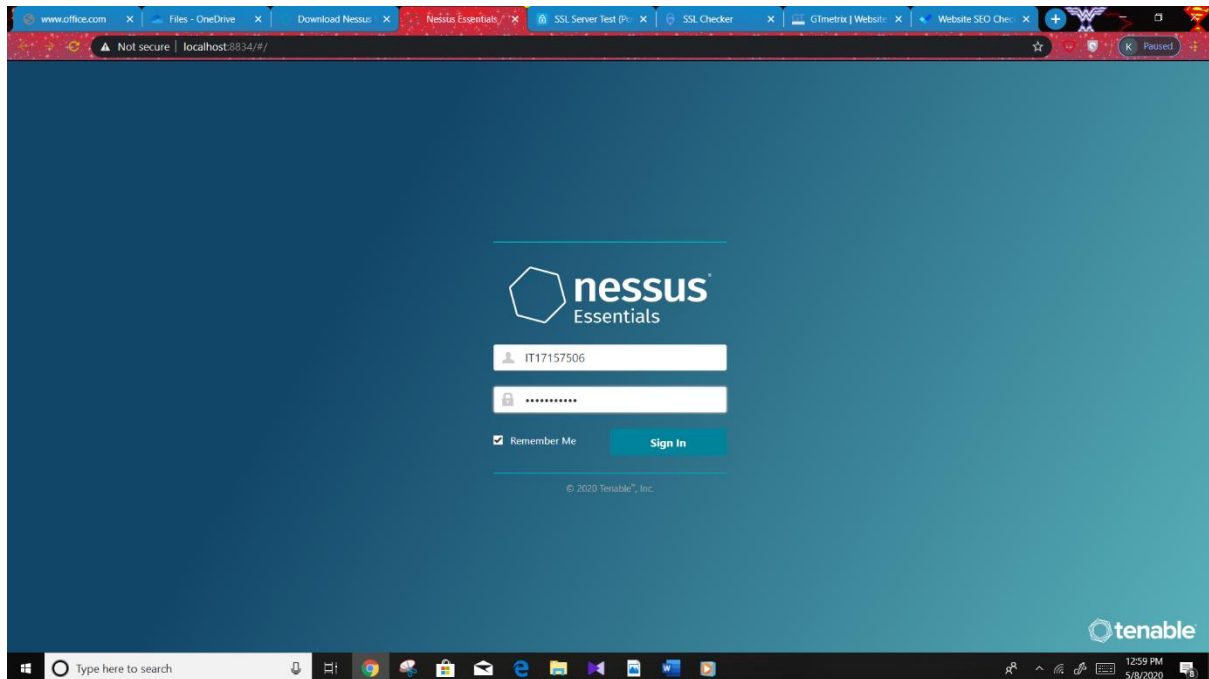 www.office.com
Files - OneDrive
Download Nessus
Nessus Essentials /
SSL Server Test (Po
SSL Checker
GTmetrix | Website
Website SEO Chec
Not secure | localhost:8834/#/
K Paused
nessus
Essentials
IT17157506
•••••••••••
Remember Me
Sign In
© 2020 Tenable™, Inc.
tenable
Type here to search
12:59 PM
5/8/2020